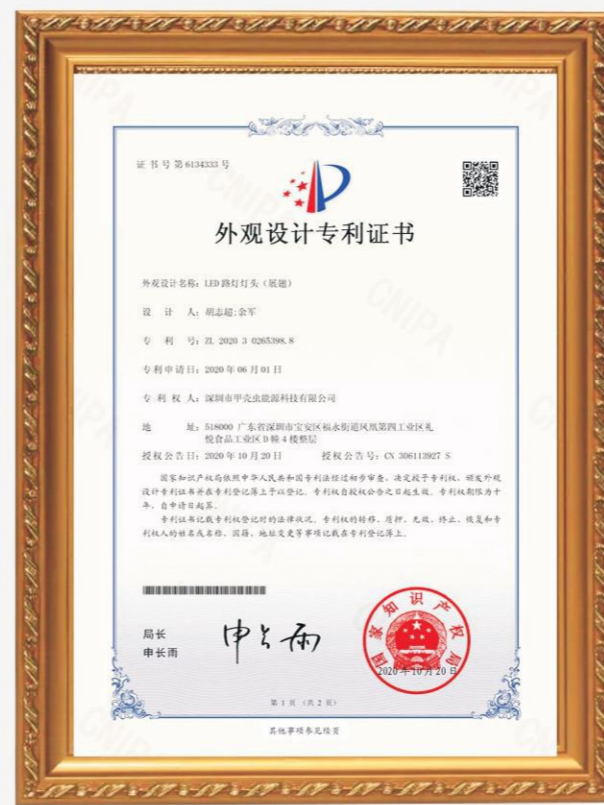 证书号第6134333号
外观设计专利证书
外观设计名称：LED路灯灯头（展翅）
设 计 人：胡志超;余军
专 利 号：ZL 2020 3 0265398.8
专利申请日：2020年06月01日
专 利 权 人：深圳市甲壳虫能源科技有限公司
地 址：518000 广东省深圳市宝安区福永街道凤凰第四工业区礼
悦食品工业区D幢4楼整层
授权公告日：2020年10月20日 授权公告号：CN 306113927 S
国家知识产权局依照中华人民共和国专利法经过初步审查，决定授予专利权，颁发外观
设计专利证书并在专利登记簿上予以登记。专利权自授权公告之日起生效。专利权期限为十
年，自申请日起算。
专利证书记载专利权登记时的法律状况。专利权的转移、质押、无效、终止、恢复和专
利权人的姓名或名称、国籍、地址变更等事项记载在专利登记簿上。
局长
申长雨
申长雨
国家知识产权局
2020年10月20日
第 1 页 （共 2 页）
其他事项参见续页
CNIPA